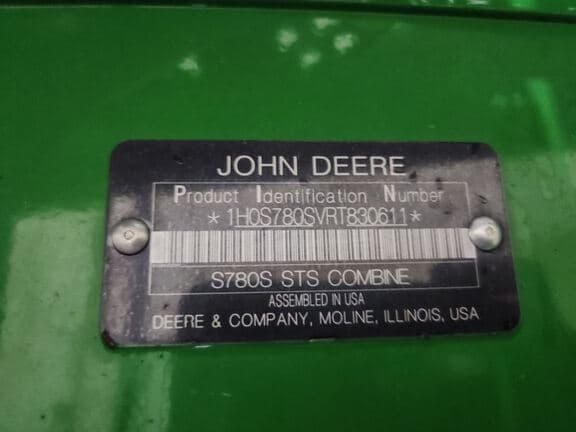 JOHN DEERE
Product Identification Number
*1H0S780SVRT830611*
S780S STS COMBINE
ASSEMBLED IN USA
DEERE & COMPANY, MOLINE, ILLINOIS, USA